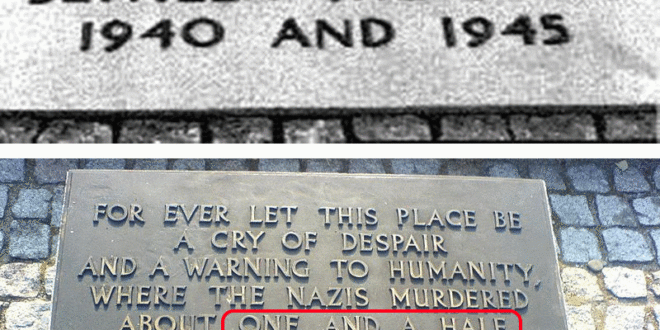 1940 AND 1945
FOR EVER LET THIS PLACE BE
A CRY OF DESPAIR
AND A WARNING TO HUMANITY,
WHERE THE NAZIS MURDERED
ABOUT ONE AND A HALF